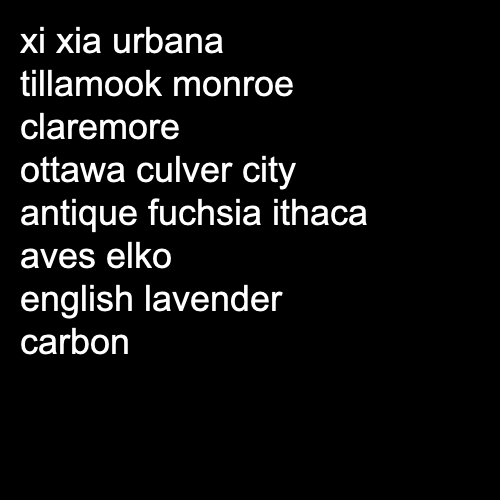 xi xia urbana
tillamook monroe
claremore
ottawa culver city
antique fuchsia ithaca
aves elko
english lavender
carbon